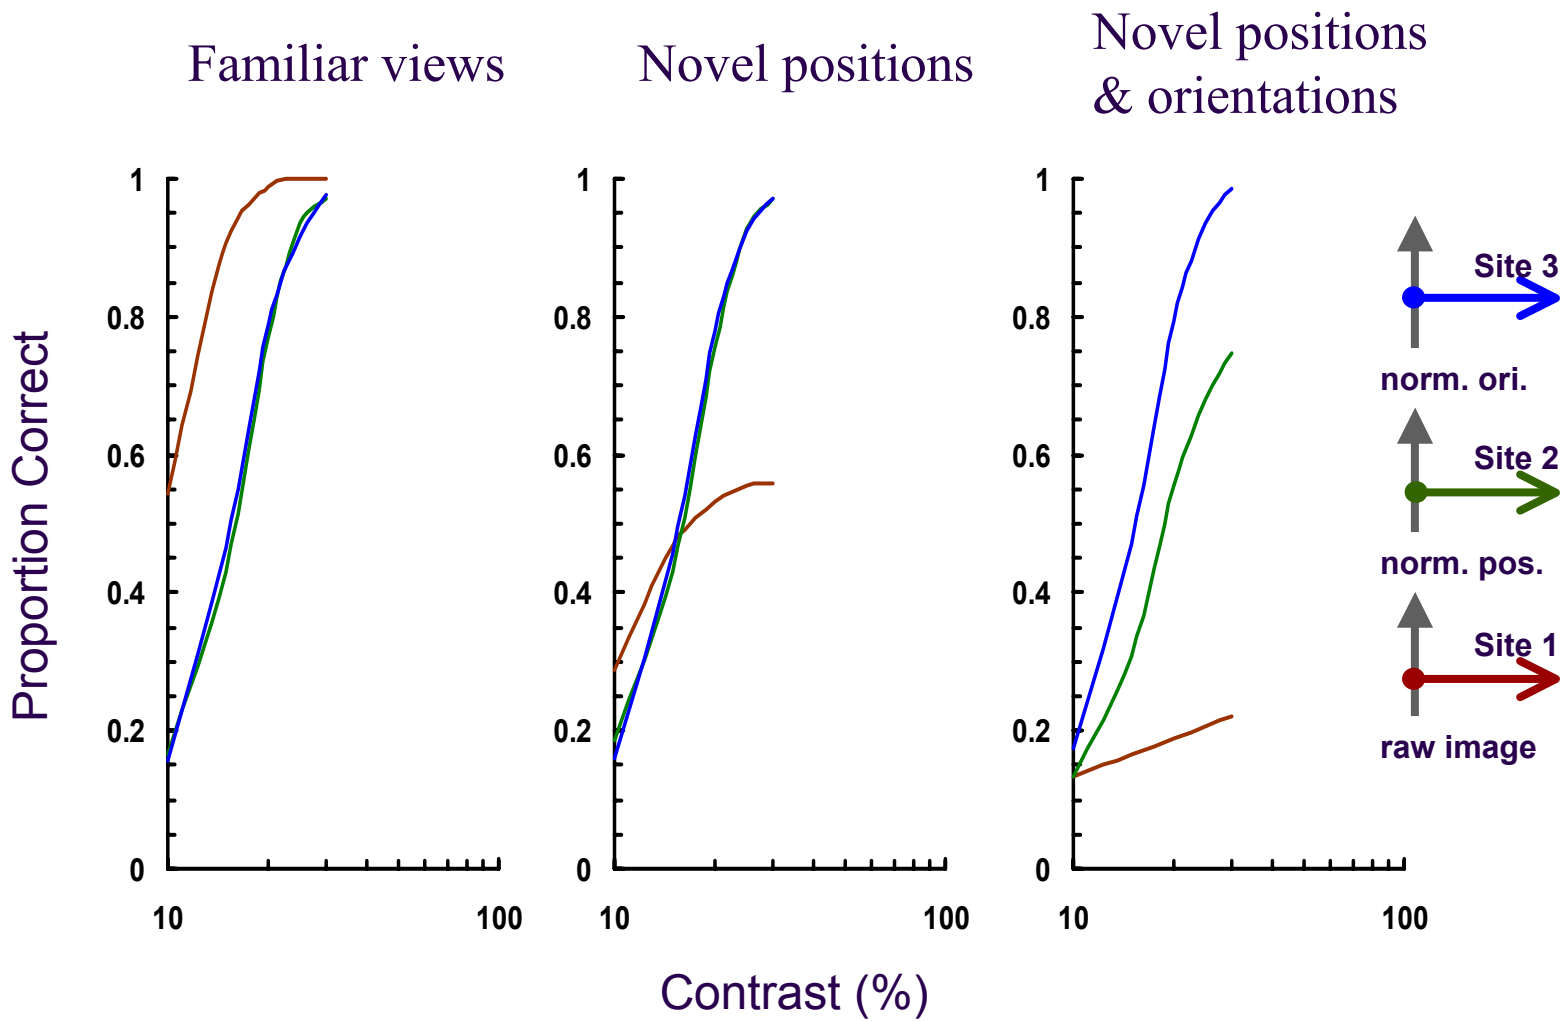 Familiar views
Novel positions
Novel positions
& orientations
Proportion Correct
1
0.8
0.6
0.4
0.2
0
10
100
1
0.8
0.6
0.4
0.2
0
10
100
1
0.8
0.6
0.4
0.2
0
10
100
Contrast (%)
Site 3
norm. ori.
Site 2
norm. pos.
Site 1
raw image